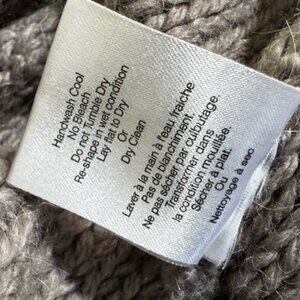 Handwash Cool
No Bleach
Do not Tumble Dry
Re-shape in wet condition
Lay flat to Dry
Or
Dry Clean
Laver à la main à l'eau fraiche
Pas de blanchiment.
Ne pas sécher par culbutage.
Transformer dans
la condition mouillée.
Sécher à plat.
Ou.
Nettoyage à sec